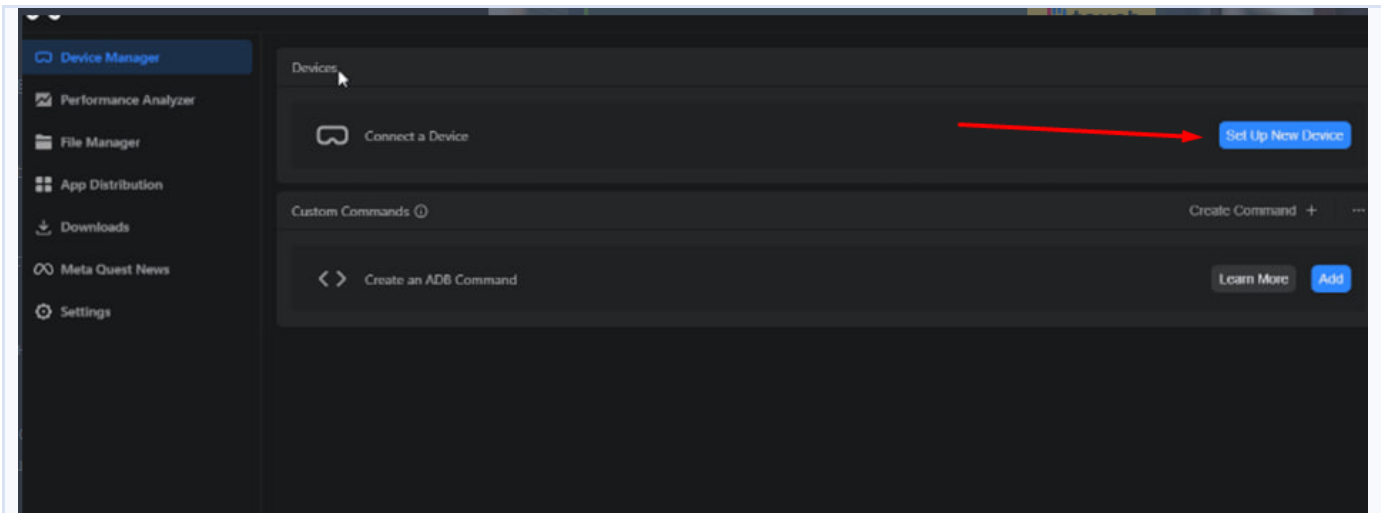 Device Manager
Performance Analyzer
File Manager
App Distribution
Downloads
Meta Quest News
Settings
Devices
Connect a Device
Set Up New Device
Custom Commands
Create Command +
...
Create an ADB Command
Learn More
Add